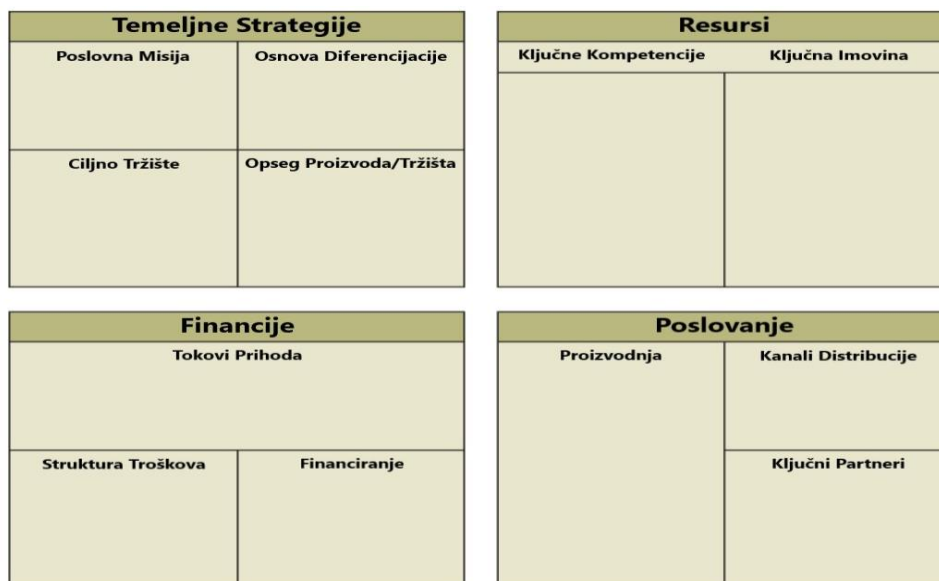 Temeljne Strategije
Poslovna Misija
Osnova Diferencijacije
Ciljno Tržište
Opseg Proizvoda/Tržišta
Resursi
Ključne Kompetencije
Ključna Imovina
Financije
Tokovi Prihoda
Struktura Troškova
Financiranje
Poslovanje
Proizvodnja
Kanali Distribucije
Ključni Partneri